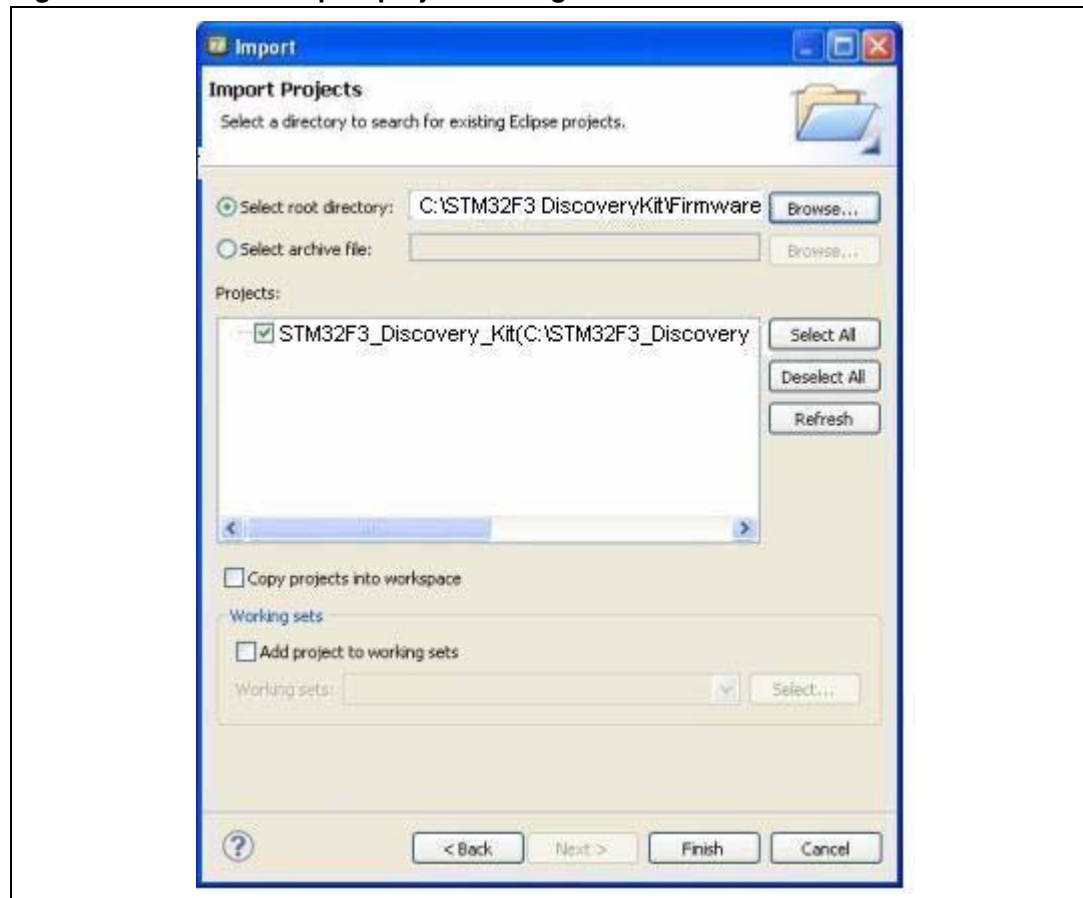 Import
Import Projects
Select a directory to search for existing Eclipse projects.
Select root directory: C:\STM32F3 DiscoveryKit\Firmware Browse...
Select archive file: Browse...
Projects:
STM32F3_Discovery_Kit(C:\STM32F3_Discovery Select All
Deselect All
Refresh
Copy projects into workspace
Working sets
Add project to working sets
Working sets: Select...
< Back Next > Finish Cancel